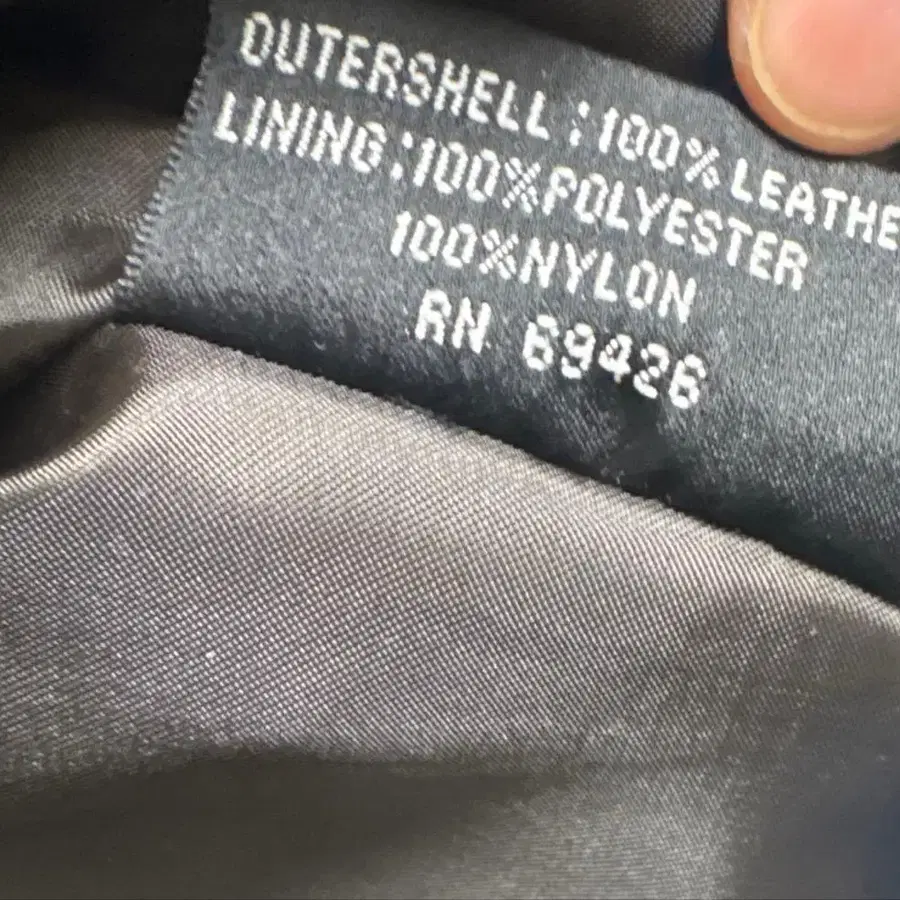 OUTERSHELL:100%LEATHE
LINING:100%POLYESTER
100%NYLON
RN 69426